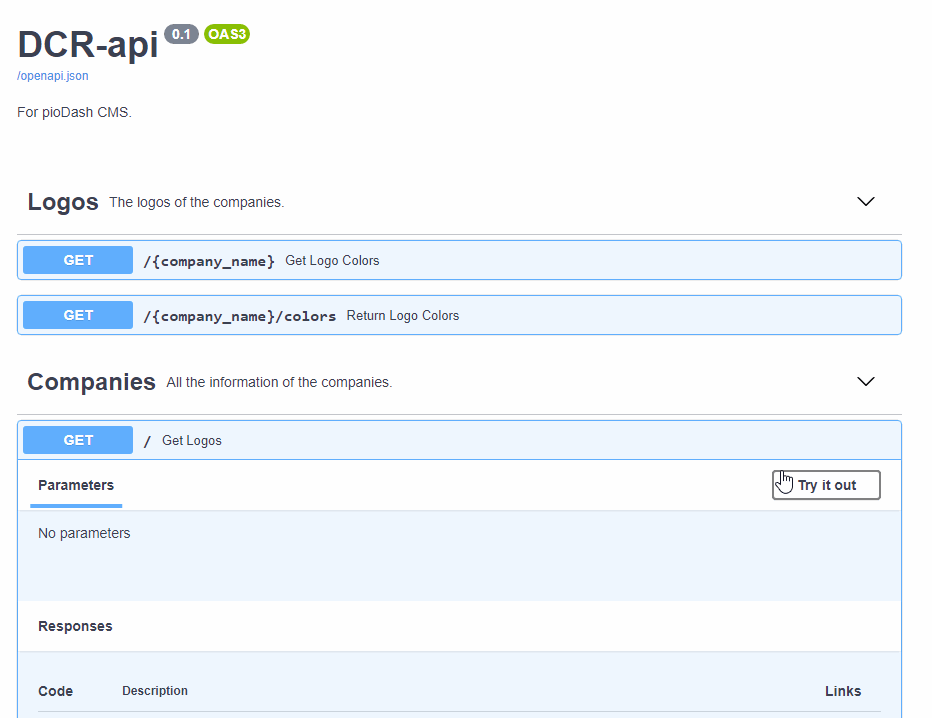 DCR-api 0.1 OAS3
/openapi.json
For pioDash CMS.
Logos The logos of the companies.
GET /{company_name} Get Logo Colors
GET /{company_name}/colors Return Logo Colors
Companies All the information of the companies.
GET / Get Logos
Parameters Try it out
No parameters
Responses
Code Description Links